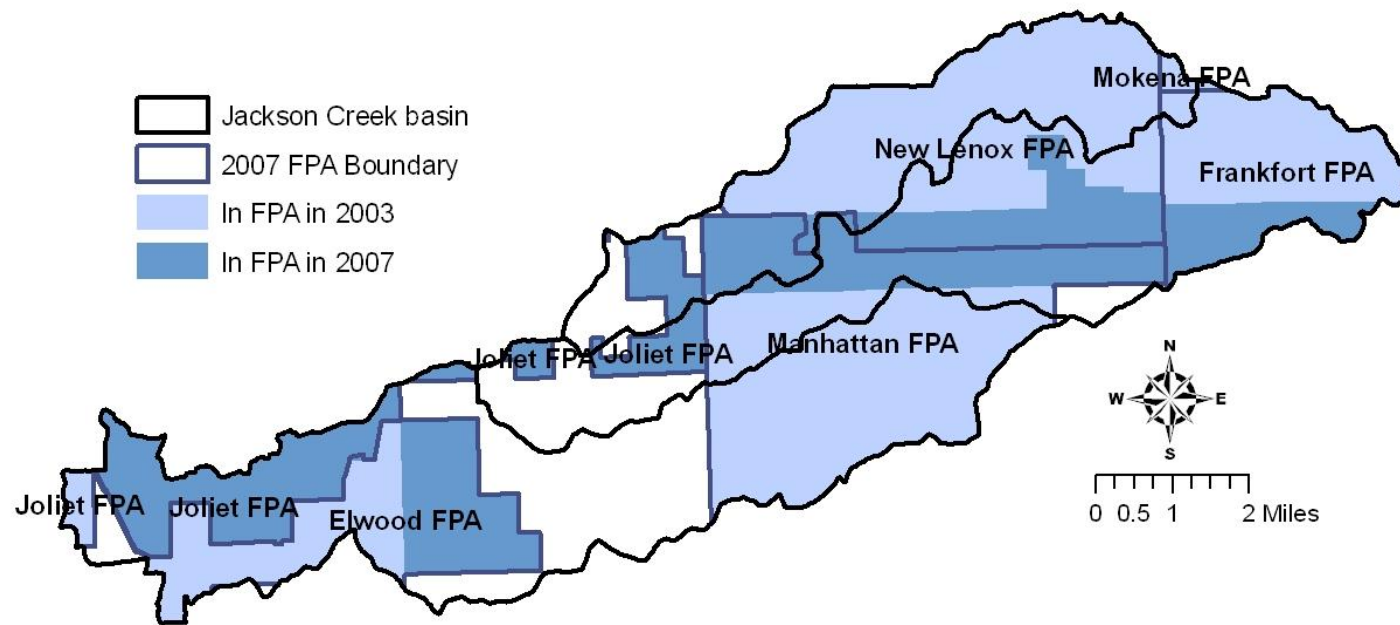 Jackson Creek basin
2007 FPA Boundary
In FPA in 2003
In FPA in 2007
Mokena FPA
New Lenox FPA
Frankfort FPA
Joliet FPA
Joliet FPA
Manhattan FPA
Joliet FPA
Joliet FPA
Elwood FPA
N
W E
S
0 0.5 1 2 Miles